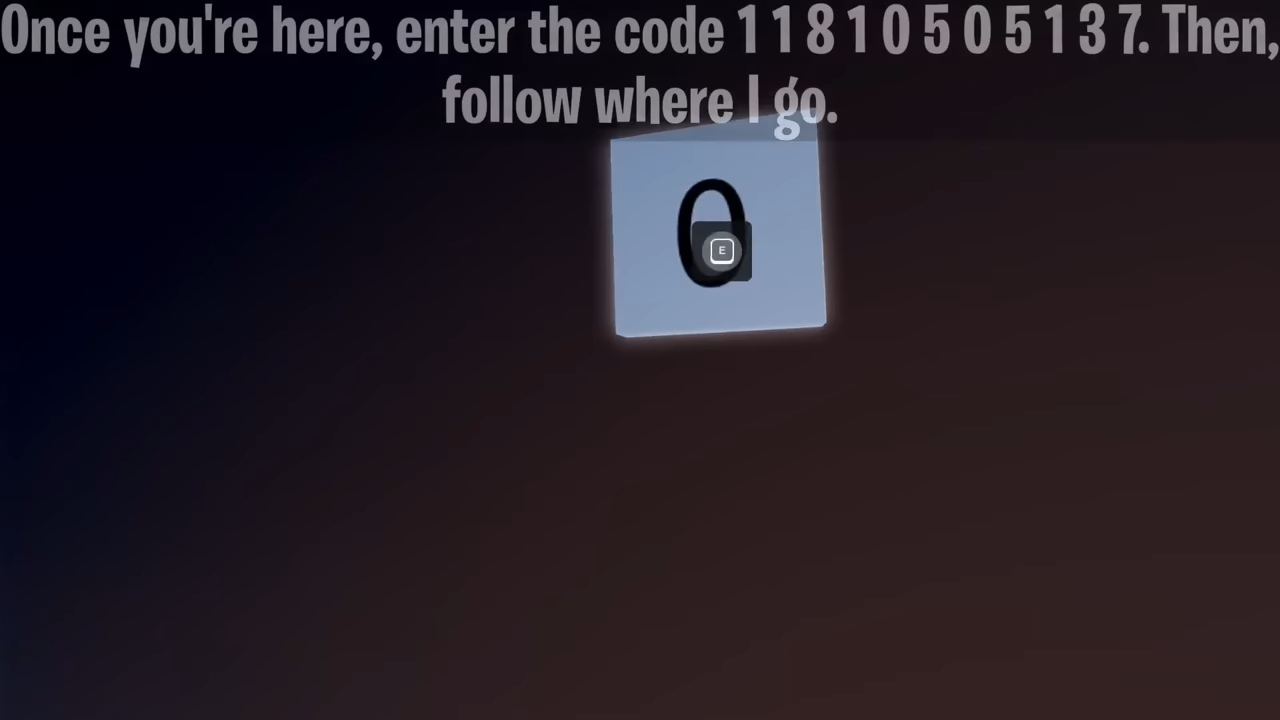 Once you're here, enter the code 1 1 8 1 0 5 0 5 1 3 7. Then,
follow where I go.
0
E